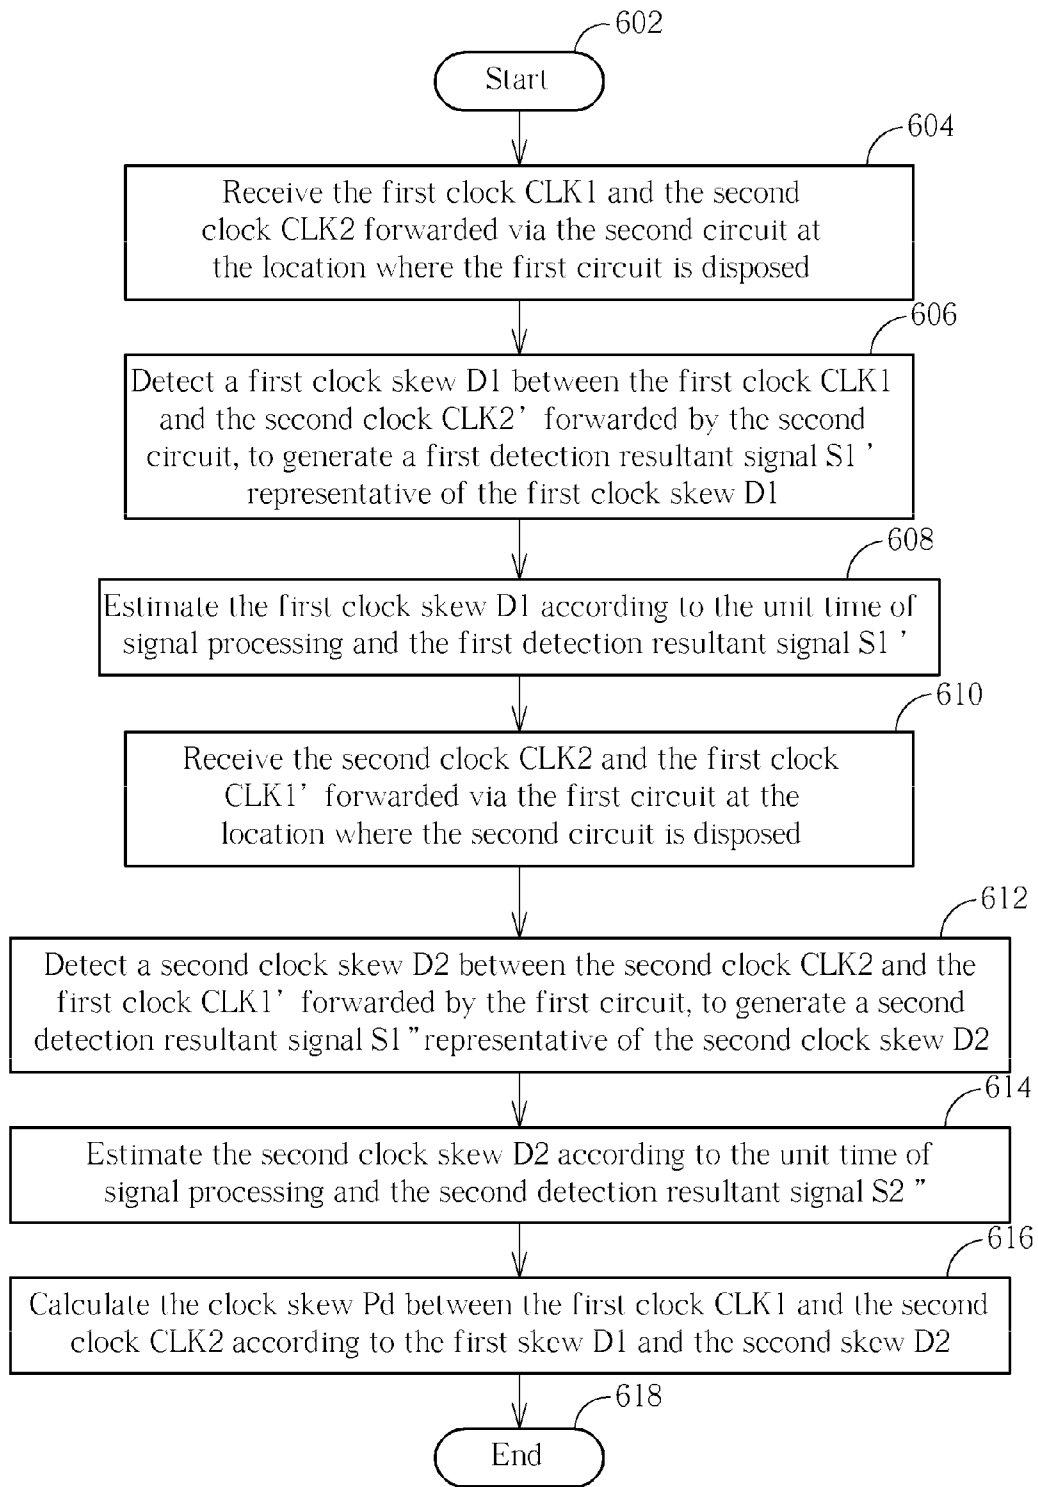 602
Start
604
Receive the first clock CLK1 and the second
clock CLK2 forwarded via the second circuit at
the location where the first circuit is disposed
606
Detect a first clock skew D1 between the first clock CLK1
and the second clock CLK2’ forwarded by the second
circuit, to generate a first detection resultant signal S1’
representative of the first clock skew D1
608
Estimate the first clock skew D1 according to the unit time of
signal processing and the first detection resultant signal S1’
610
Receive the second clock CLK2 and the first clock
CLK1’ forwarded via the first circuit at the
location where the second circuit is disposed
612
Detect a second clock skew D2 between the second clock CLK2 and the
first clock CLK1’ forwarded by the first circuit, to generate a second
detection resultant signal S1” representative of the second clock skew D2
614
Estimate the second clock skew D2 according to the unit time of
signal processing and the second detection resultant signal S2”
616
Calculate the clock skew Pd between the first clock CLK1 and the second
clock CLK2 according to the first skew D1 and the second skew D2
618
End